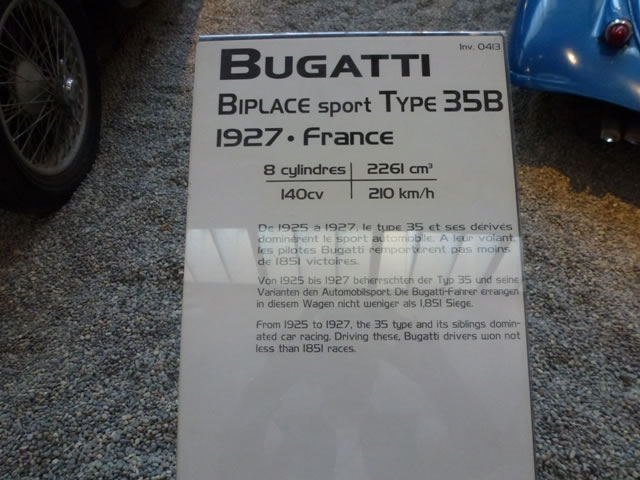 Inv. 0413
BUGATTI
BIPLACE sport TYPE 35B
1927 • France
8 cylindres 2261 cm³
140cv 210 km/h
De 1925 à 1927, le type 35 et ses dérivés
dominèrent le sport automobile. A leur volant,
les pilotes Bugatti remportèrent pas moins
de 1851 victoires.
Von 1925 bis 1927 beherrschten der Typ 35 und seine
Varianten den Automobilsport. Die Bugatti-Fahrer errangen
in diesem Wagen nicht weniger als 1.851 Siege.
From 1925 to 1927, the 35 type and its siblings domin-
ated car racing. Driving these, Bugatti drivers won not
less than 1851 races.